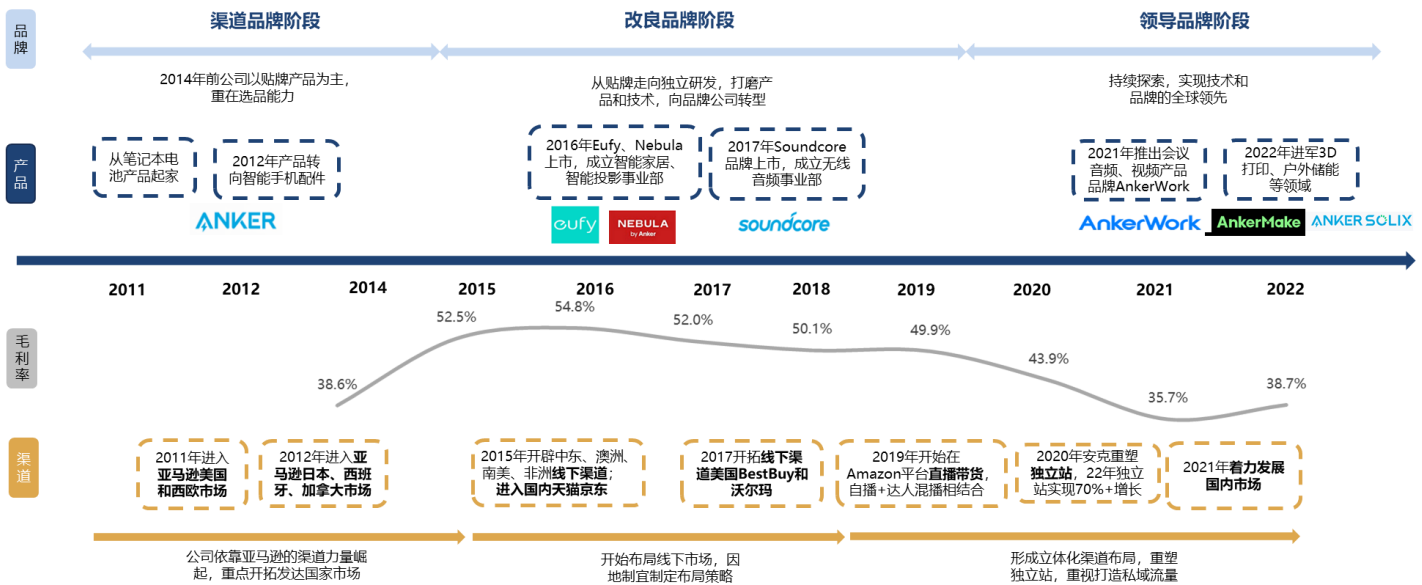 品牌
渠道品牌阶段
改良品牌阶段
领导品牌阶段
2014年前公司以贴牌产品为主，
重在选品能力
从贴牌走向独立研发，打磨产
品和技术，向品牌公司转型
持续探索，实现技术和
品牌的全球领先
产品
从笔记本电
池产品起家
2012年产品转
向智能手机配件
2016年Eufy、Nebula
上市，成立智能家居、
智能投影事业部
2017年Soundcore
品牌上市，成立无线
音频事业部
2021年推出会议
音频、视频产品
品牌AnkerWork
2022年进军3D
打印、户外储能
等领域
ANKER
eufy
NEBULA
by Anker
soundcore
AnkerWork
AnkerMake
ANKER SOLIX
2011
2012
2014
2015
2016
2017
2018
2019
2020
2021
2022
毛利率
38.6%
52.5%
54.8%
52.0%
50.1%
49.9%
43.9%
35.7%
38.7%
渠道
2011年进入
亚马逊美国
和西欧市场
2012年进入亚
马逊日本、西班
牙、加拿大市场
2015年开辟中东、澳洲、
南美、非洲线下渠道；
进入国内天猫京东
2017开拓线下渠
道美国BestBuy和
沃尔玛
2019年开始在
Amazon平台直播带货，
自播+达人混播相结合
2020年安克重塑
独立站，22年独立
站实现70%+增长
2021年着力发展
国内市场
公司依靠亚马逊的渠道力量崛
起，重点开拓发达国家市场
开始布局线下市场，因
地制宜制定布局策略
形成立体化渠道布局，重塑
独立站，重视打造私域流量